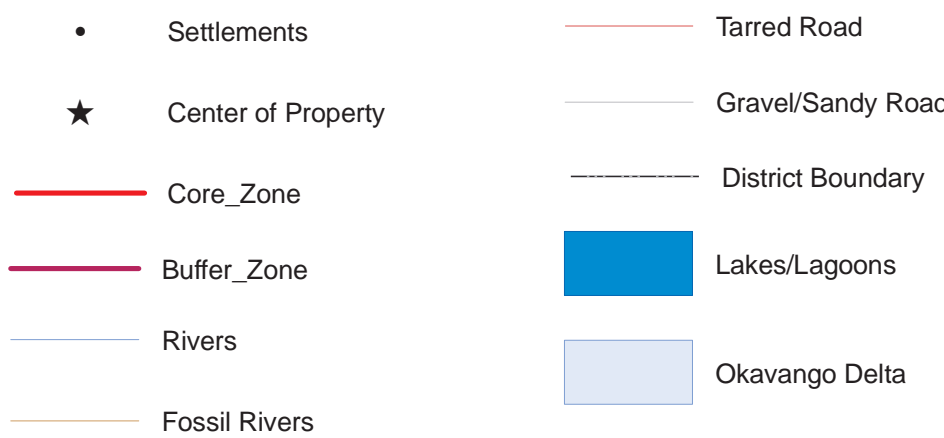 Settlements
Center of Property
Core_Zone
Buffer_Zone
Rivers
Fossil Rivers
Tarred Road
Gravel/Sandy Road
District Boundary
Lakes/Lagoons
Okavango Delta